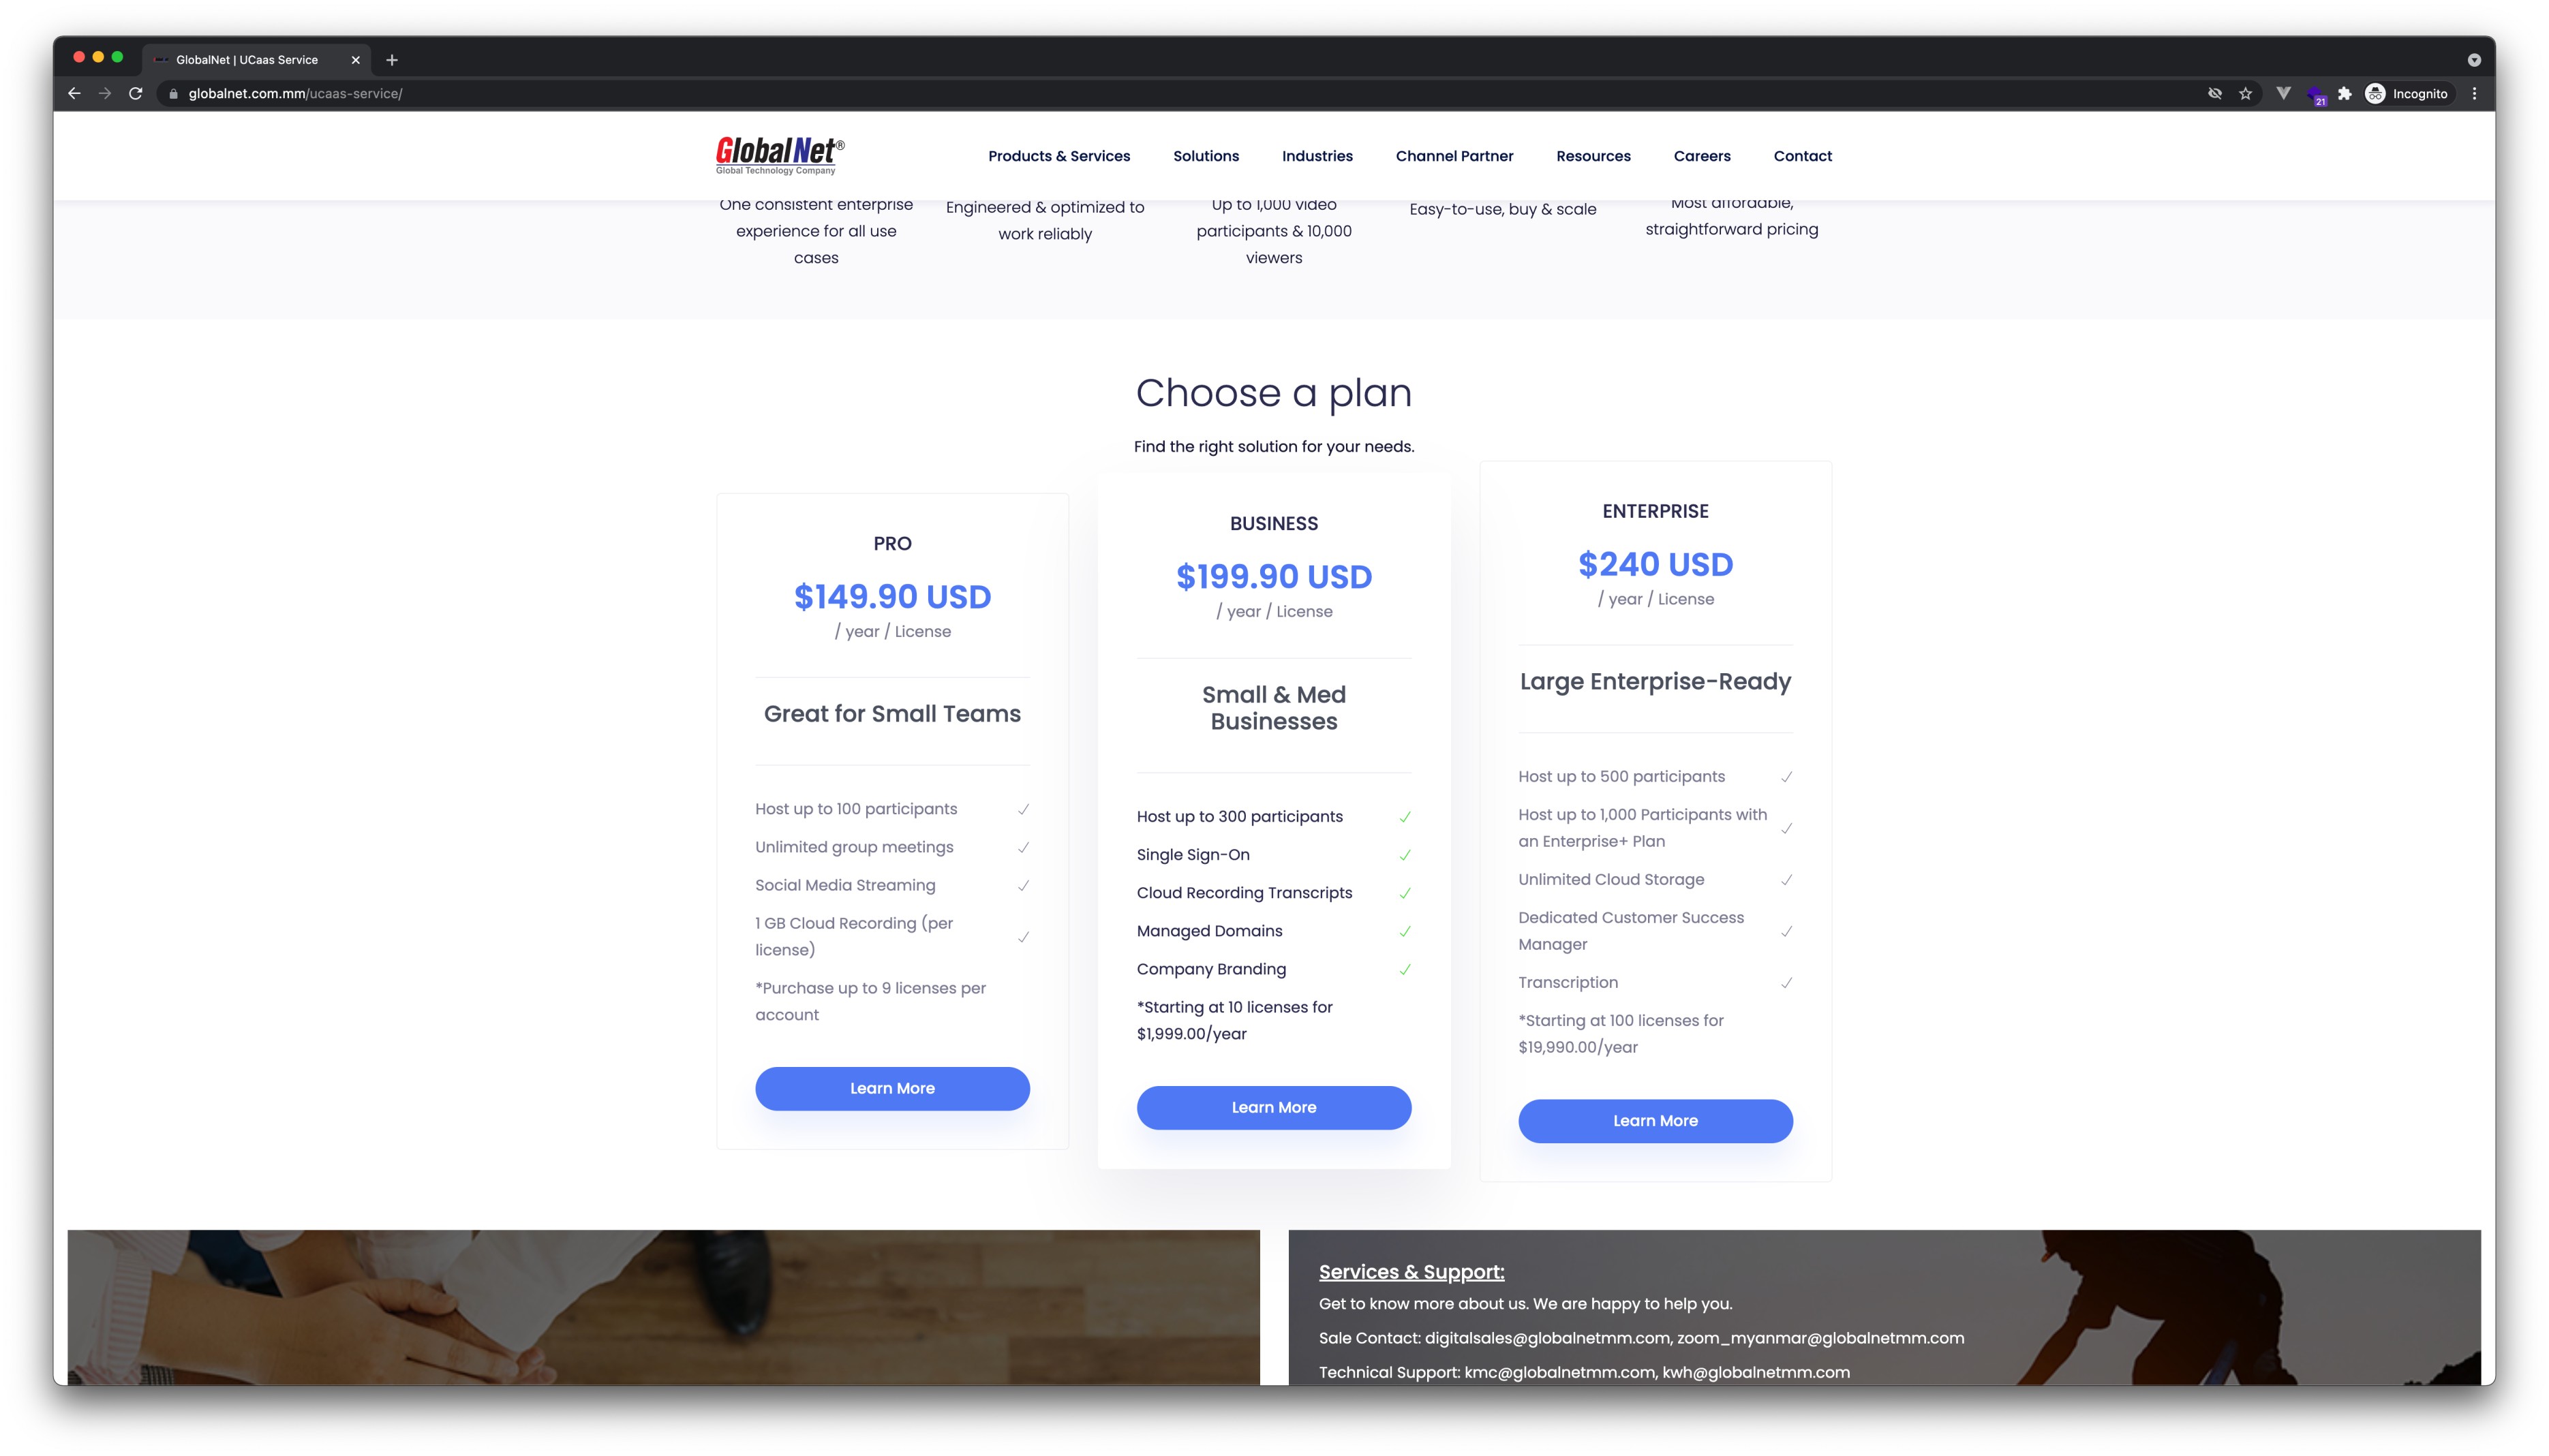 GlobalNet | UCaas Service
globalnet.com.mm/ucaas-service/
21
Incognito
GlobalNet®
Global Technology Company
Products & Services
Solutions
Industries
Channel Partner
Resources
Careers
Contact
One consistent enterprise
experience for all use
cases
Engineered & optimized to
work reliably
Up to 1,000 video
participants & 10,000
viewers
Easy-to-use, buy & scale
Most affordable,
straightforward pricing
Choose a plan
Find the right solution for your needs.
PRO
$149.90 USD
/ year / License
Great for Small Teams
Host up to 100 participants
Unlimited group meetings
Social Media Streaming
1 GB Cloud Recording (per
license)
*Purchase up to 9 licenses per
account
Learn More
BUSINESS
$199.90 USD
/ year / License
Small & Med
Businesses
Host up to 300 participants
Single Sign-On
Cloud Recording Transcripts
Managed Domains
Company Branding
*Starting at 10 licenses for
$1,999.00/year
Learn More
ENTERPRISE
$240 USD
/ year / License
Large Enterprise-Ready
Host up to 500 participants
Host up to 1,000 Participants with
an Enterprise+ Plan
Unlimited Cloud Storage
Dedicated Customer Success
Manager
Transcription
*Starting at 100 licenses for
$19,990.00/year
Learn More
Services & Support:
Get to know more about us. We are happy to help you.
Sale Contact: digitalsales@globalnetmm.com, zoom_myanmar@globalnetmm.com
Technical Support: kmc@globalnetmm.com, kwh@globalnetmm.com